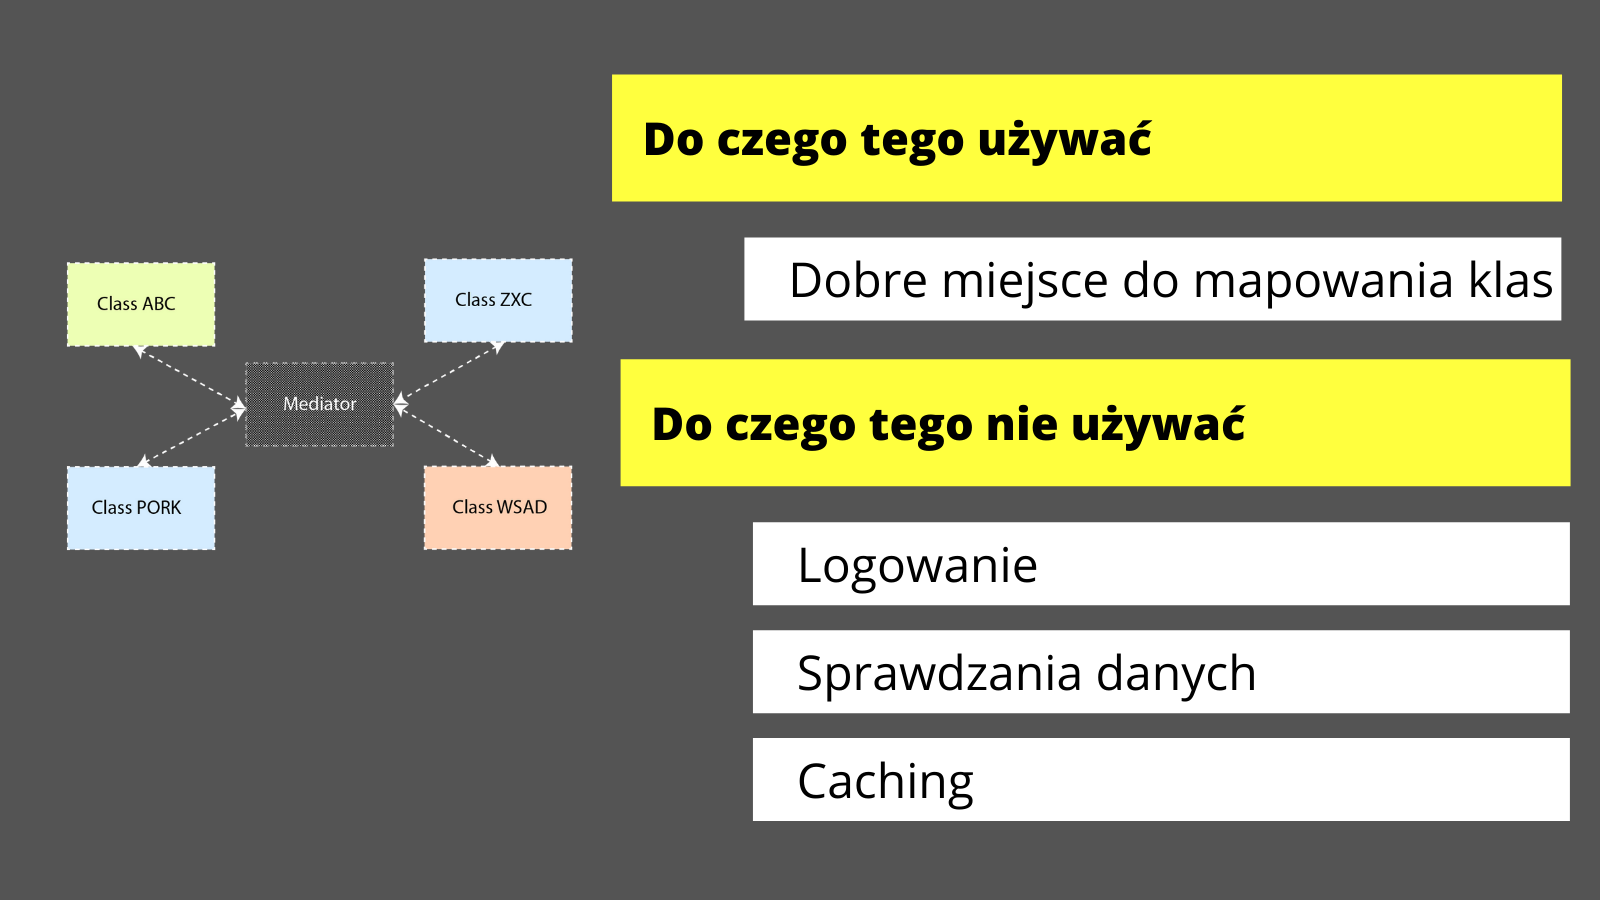 Class ABC
Class ZXC
Mediator
Class PORK
Class WSAD
Do czego tego używać
Dobre miejsce do mapowania klas
Do czego tego nie używać
Logowanie
Sprawdzania danych
Caching